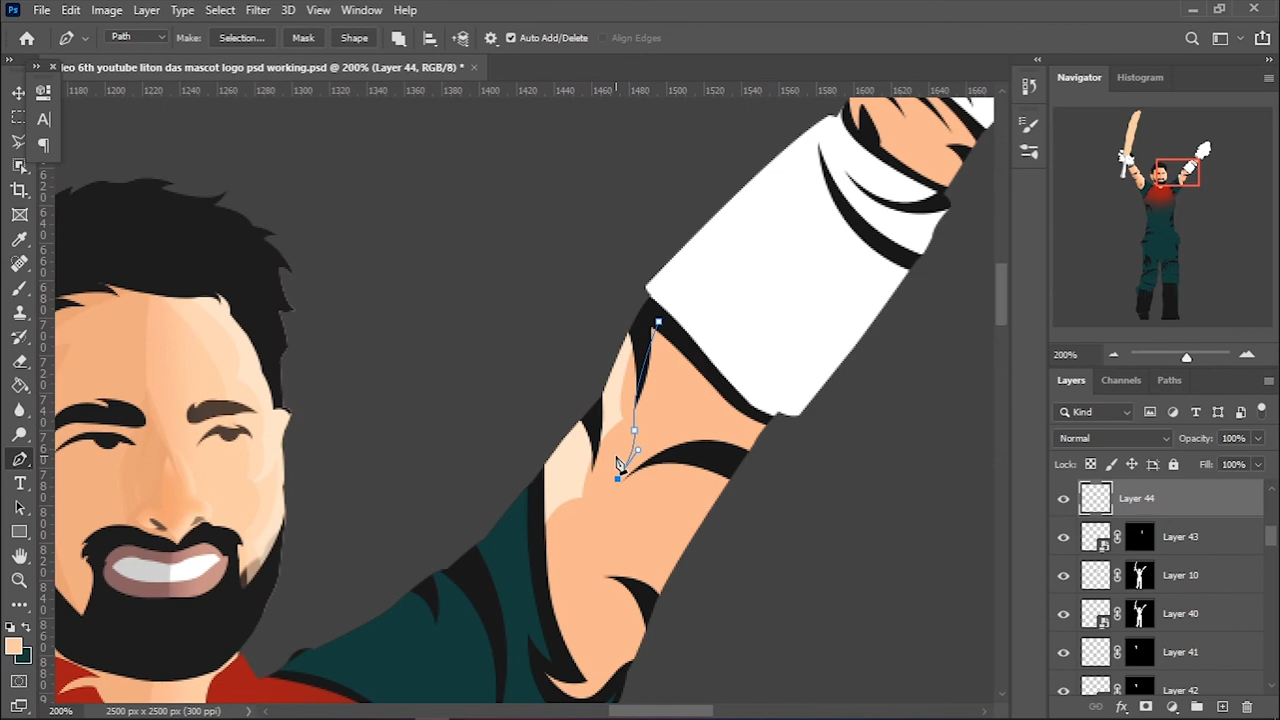 Ps File Edit Image Layer Type Select Filter 3D View Window Help
Path Make: Selection... Mask Shape Auto Add/Delete Align Edges
deo 6th youtube liton das mascot logo psd working.psd @ 200% (Layer 44, RGB/8) *
1180 1200 1220 1240 1260 1280 1300 1320 1340 1360 1380 1400 1420 1440 1460 1480 1500 1520 1540 1560 1580 1600 1620 1640 1660
Navigator Histogram
200%
Layers Channels Paths
Kind
Normal Opacity: 100%
Lock: Fill: 100%
Layer 44
Layer 43
Layer 10
Layer 40
Layer 41
Layer 42
200% 2500 px x 2500 px (300 ppi)